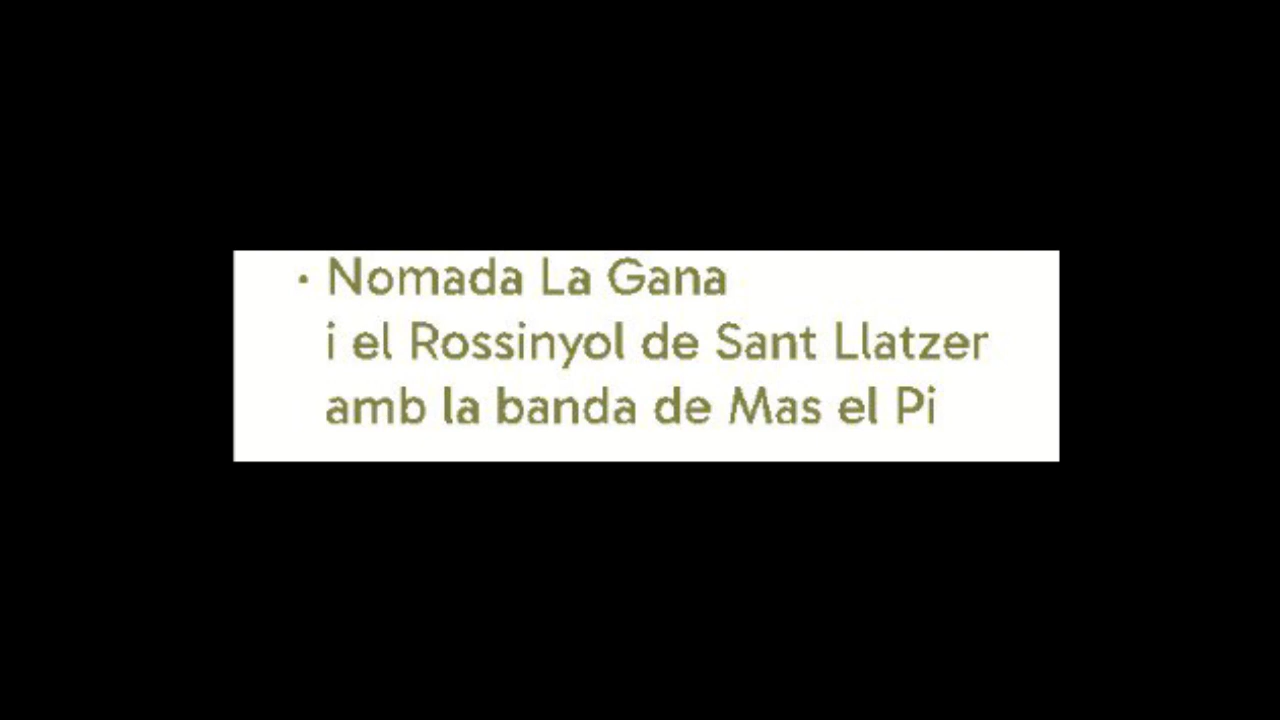 · Nomada La Gana
i el Rossinyol de Sant Llatzer
amb la banda de Mas el Pi